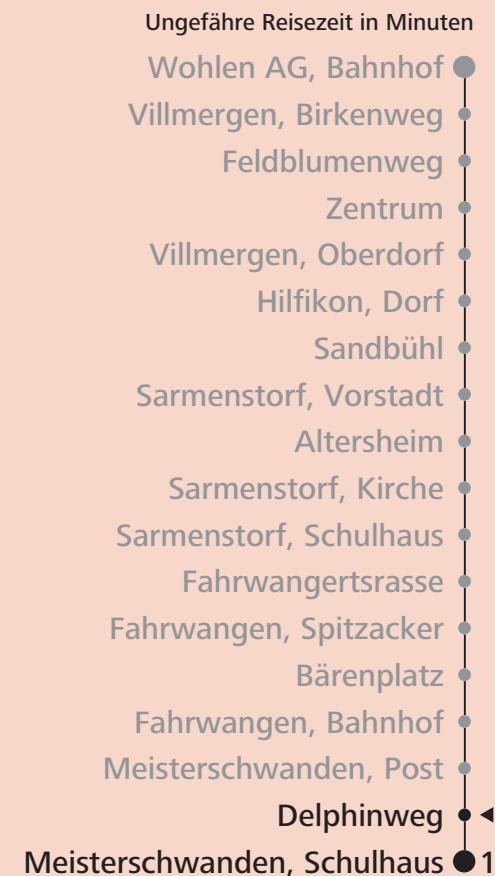 Ungefähre Reisezeit in Minuten
Wohlen AG, Bahnhof
Villmergen, Birkenweg
Feldblumenweg
Zentrum
Villmergen, Oberdorf
Hilfikon, Dorf
Sandbühl
Sarmenstorf, Vorstadt
Altersheim
Sarmenstorf, Kirche
Sarmenstorf, Schulhaus
Fahrwangertsrasse
Fahrwangen, Spitzacker
Bärenplatz
Fahrwangen, Bahnhof
Meisterschwanden, Post
Delphinweg
Meisterschwanden, Schulhaus 1